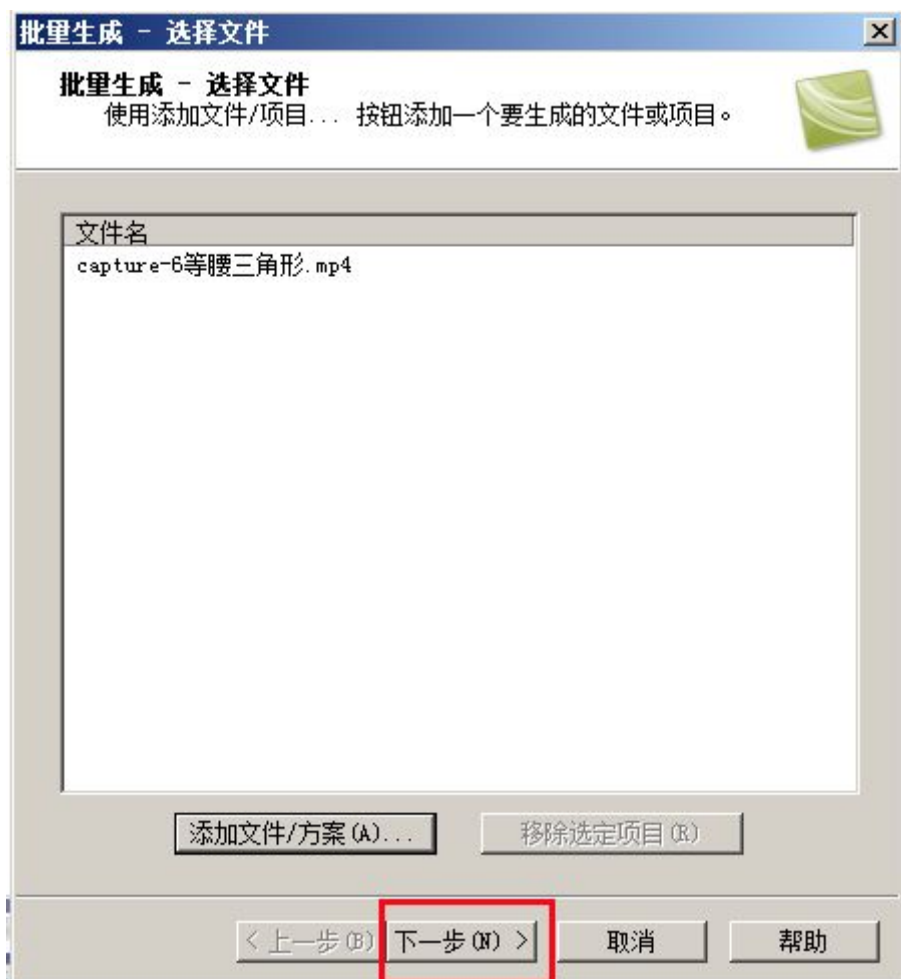 批里生成 - 选择文件
批里生成 - 选择文件
使用添加文件/项目... 按钮添加一个要生成的文件或项目。
文件名
capture-6等腰三角形.mp4
添加文件/方案(A)...
移除选定项目(R)
< 上一步(B)
下一步(N) >
取消
帮助